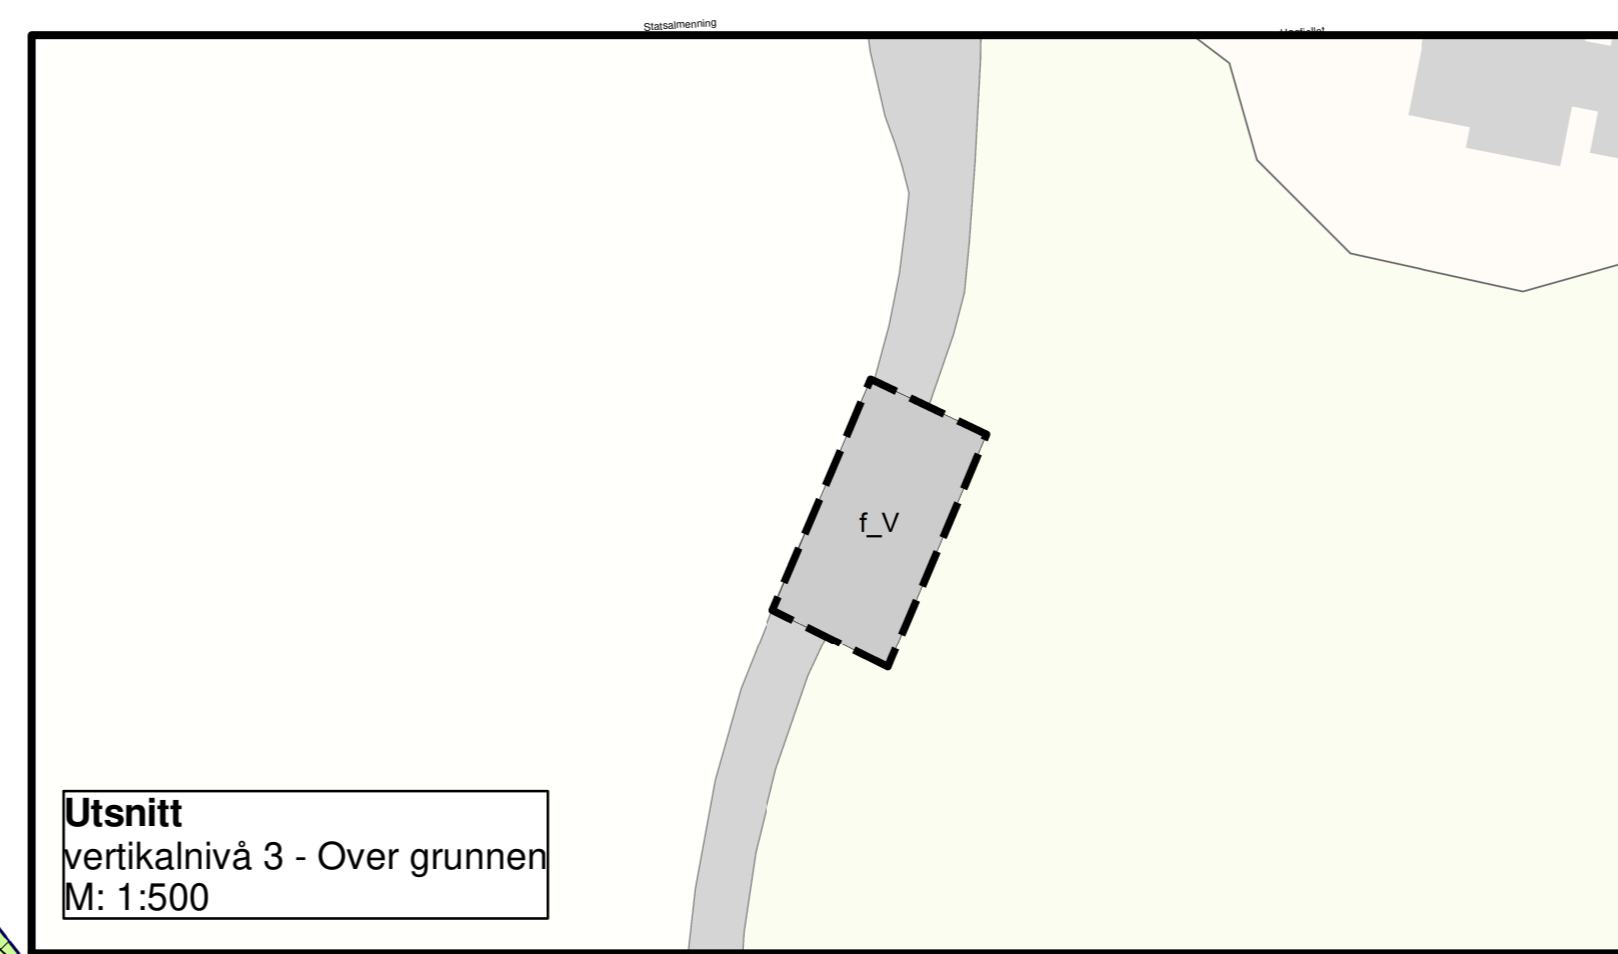 Statsalmenning
f_V
Utsnitt
vertikalnivå 3 - Over grunnen
M: 1:500